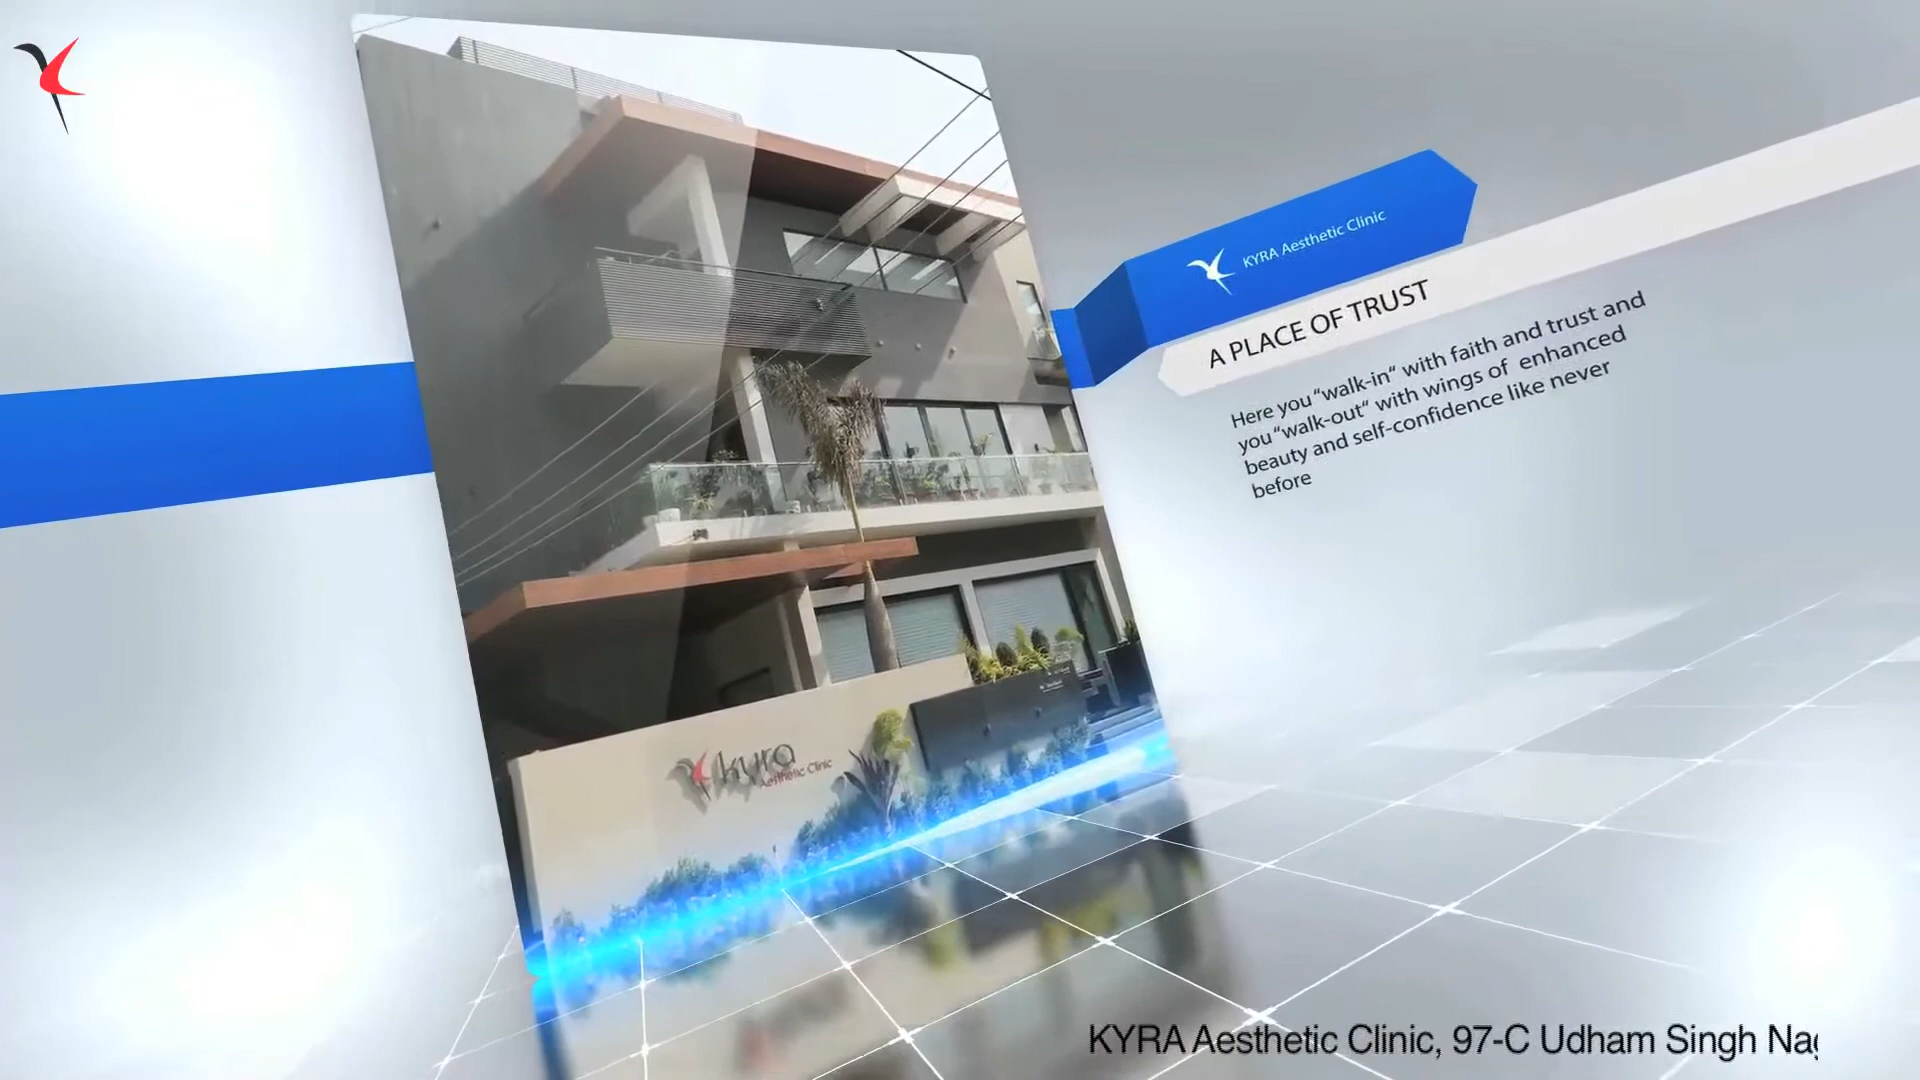 KYRA Aesthetic Clinic
A PLACE OF TRUST
Here you "walk-in" with faith and trust and
you "walk-out" with wings of enhanced
beauty and self-confidence like never
before
kyra
Aesthetic Clinic
KYRA Aesthetic Clinic, 97-C Udham Singh